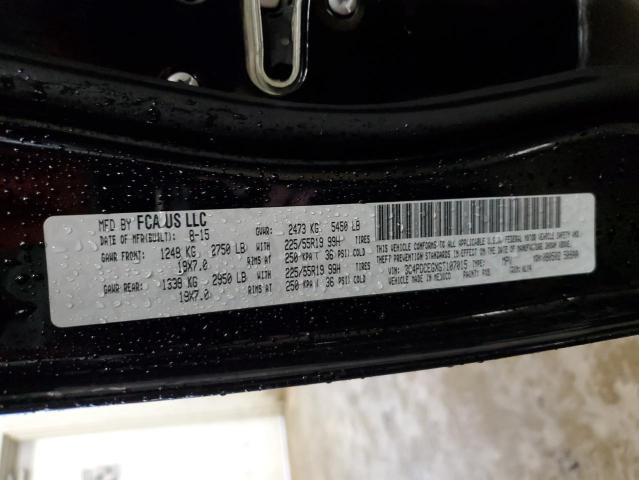 MFD BY FCA US LLC
DATE OF MFR(BUILT): 8-15 GVWR: 2473 KG 5450 LB
GAWR FRONT: 1248 KG 2750 LB WITH 225/55R19 99H TIRES
19X7.0 RIMS AT 250 KPA ( 36 PSI) COLD
GAWR REAR: 1338 KG 2950 LB WITH 225/55R19 99H TIRES
19X7.0 RIMS AT 250 KPA ( 36 PSI) COLD
THIS VEHICLE CONFORMS TO ALL APPLICABLE U.S.A. FEDERAL MOTOR VEHICLE SAFETY AND
THEFT PREVENTION STANDARDS IN EFFECT ON THE DATE OF MANUFACTURE SHOWN ABOVE.
3C4PDCEGXGT107015 TYPE: MPV
VEHICLE MADE IN MEXICO PAINT: PX8